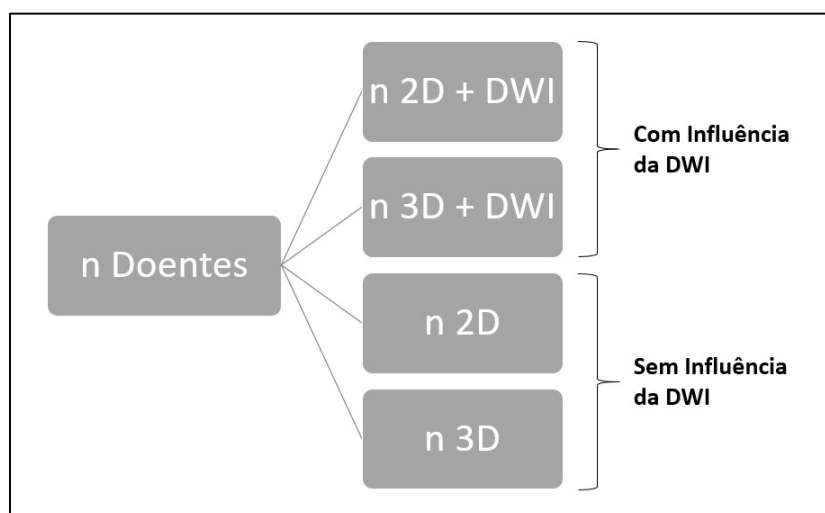 n Doentes
n 2D + DWI
n 3D + DWI
n 2D
n 3D
Com Influência
da DWI
Sem Influência
da DWI